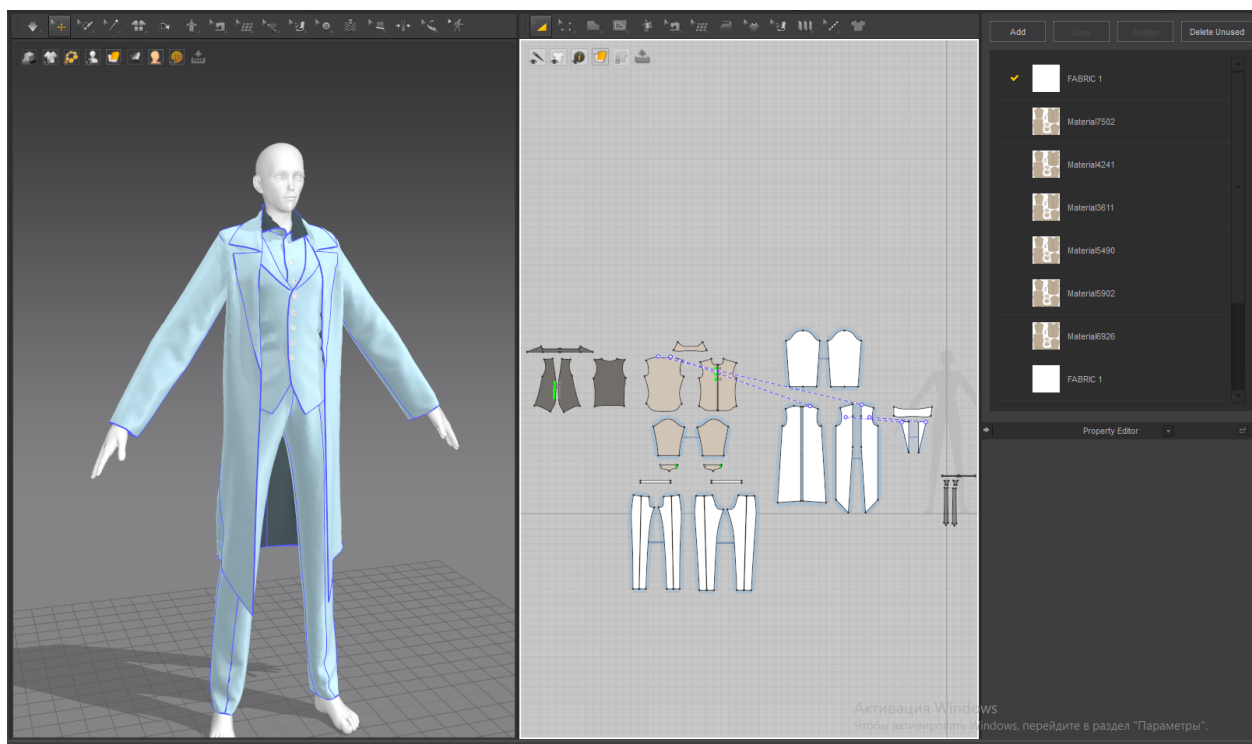 Add
Copy
Assign
Delete Unused
FABRIC 1
Material7502
Material4241
Material3611
Material5490
Material5902
Material6926
FABRIC 1
Property Editor
Активация Windows
Чтобы активировать Windows, перейдите в раздел "Параметры".